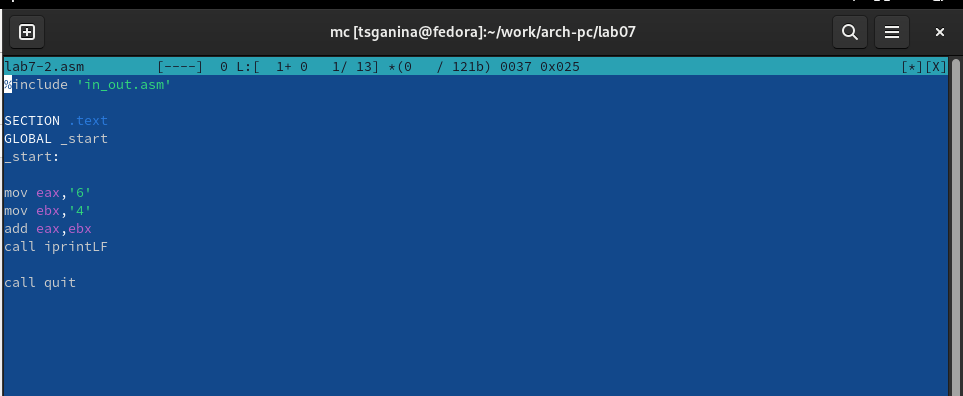 mc [tsganina@fedora]:~/work/arch-pc/lab07
lab7-2.asm [----] 0 L:[ 1+ 0 1/ 13] *(0 / 121b) 0037 0x025 [*][X]
%include 'in_out.asm'
SECTION .text
GLOBAL _start
_start:
mov eax,'6'
mov ebx,'4'
add eax,ebx
call iprintLF
call quit